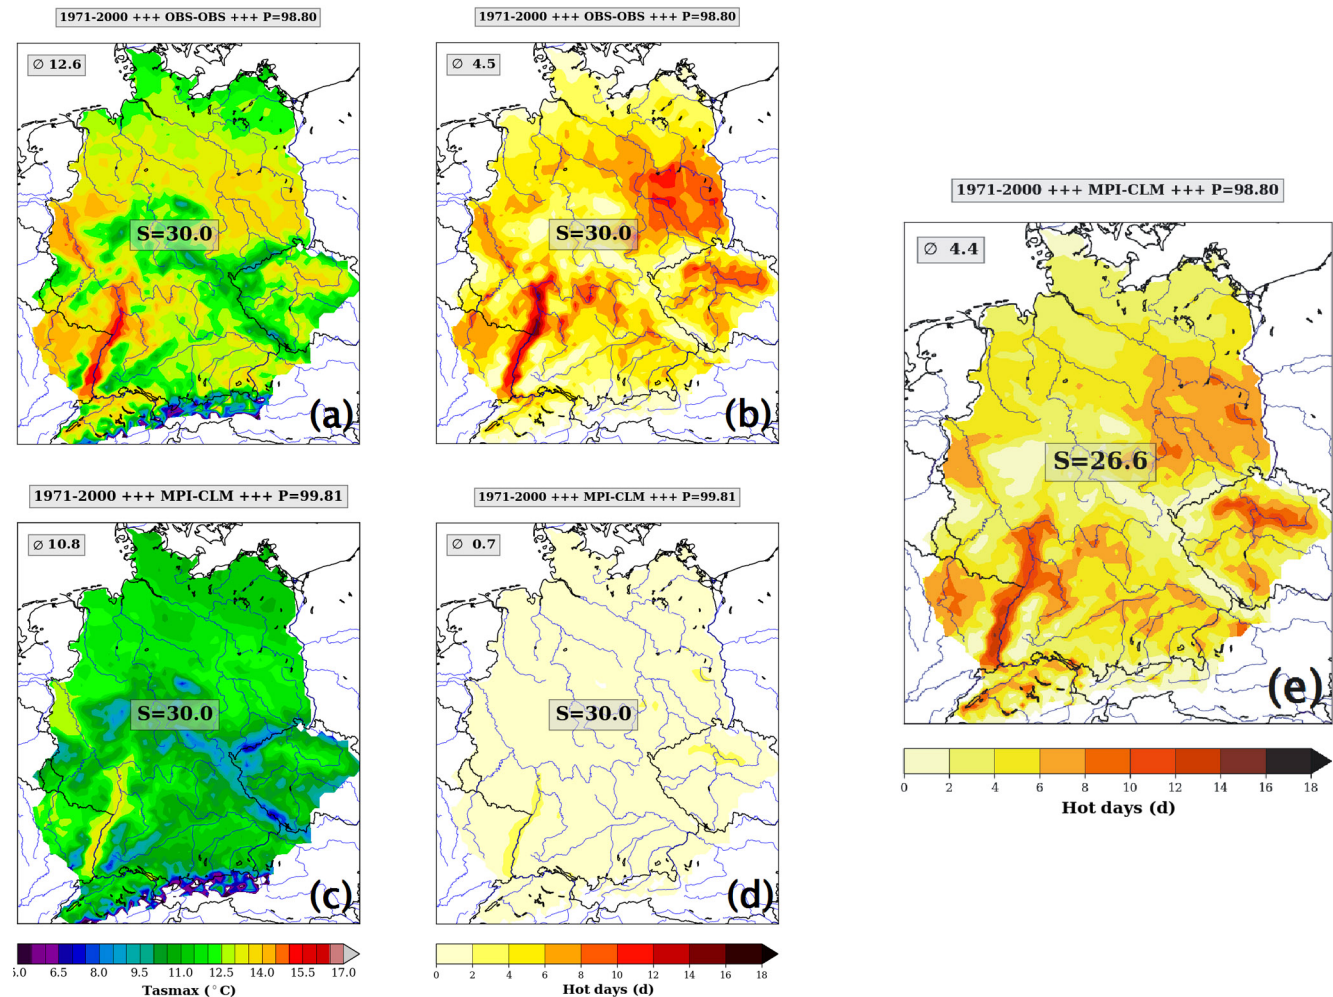 1971-2000 +++ OBS-OBS +++ P=98.80
∅ 12.6
S=30.0
(a)
1971-2000 +++ OBS-OBS +++ P=98.80
∅ 4.5
S=30.0
(b)
1971-2000 +++ MPI-CLM +++ P=99.81
∅ 10.8
S=30.0
(c)
5.0 6.5 8.0 9.5 11.0 12.5 14.0 15.5 17.0
Tasmax (°C)
1971-2000 +++ MPI-CLM +++ P=99.81
∅ 0.7
S=30.0
(d)
0 2 4 6 8 10 12 14 16 18
Hot days (d)
1971-2000 +++ MPI-CLM +++ P=98.80
∅ 4.4
S=26.6
(e)
0 2 4 6 8 10 12 14 16 18
Hot days (d)